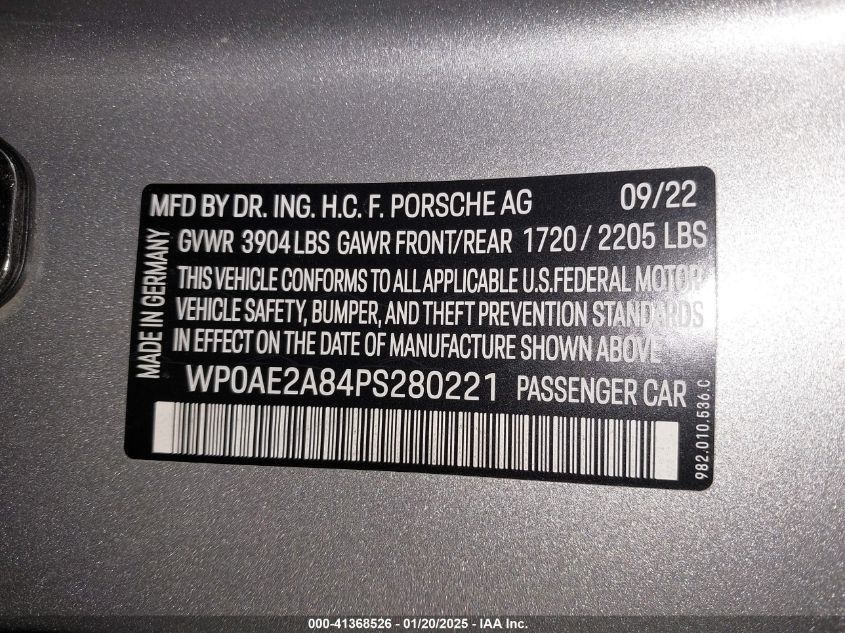 MFD BY DR. ING. H.C. F. PORSCHE AG 09/22
GVWR 3904 LBS GAWR FRONT/REAR 1720 / 2205 LBS
THIS VEHICLE CONFORMS TO ALL APPLICABLE U.S. FEDERAL MOTOR
VEHICLE SAFETY, BUMPER, AND THEFT PREVENTION STANDARDS
IN EFFECT ON THE DATE OF MANUFACTURE SHOWN ABOVE
WP0AE2A84PS280221 PASSENGER CAR
MADE IN GERMANY
982.010.536.C
000-41368526 - 01/20/2025 - IAA Inc.